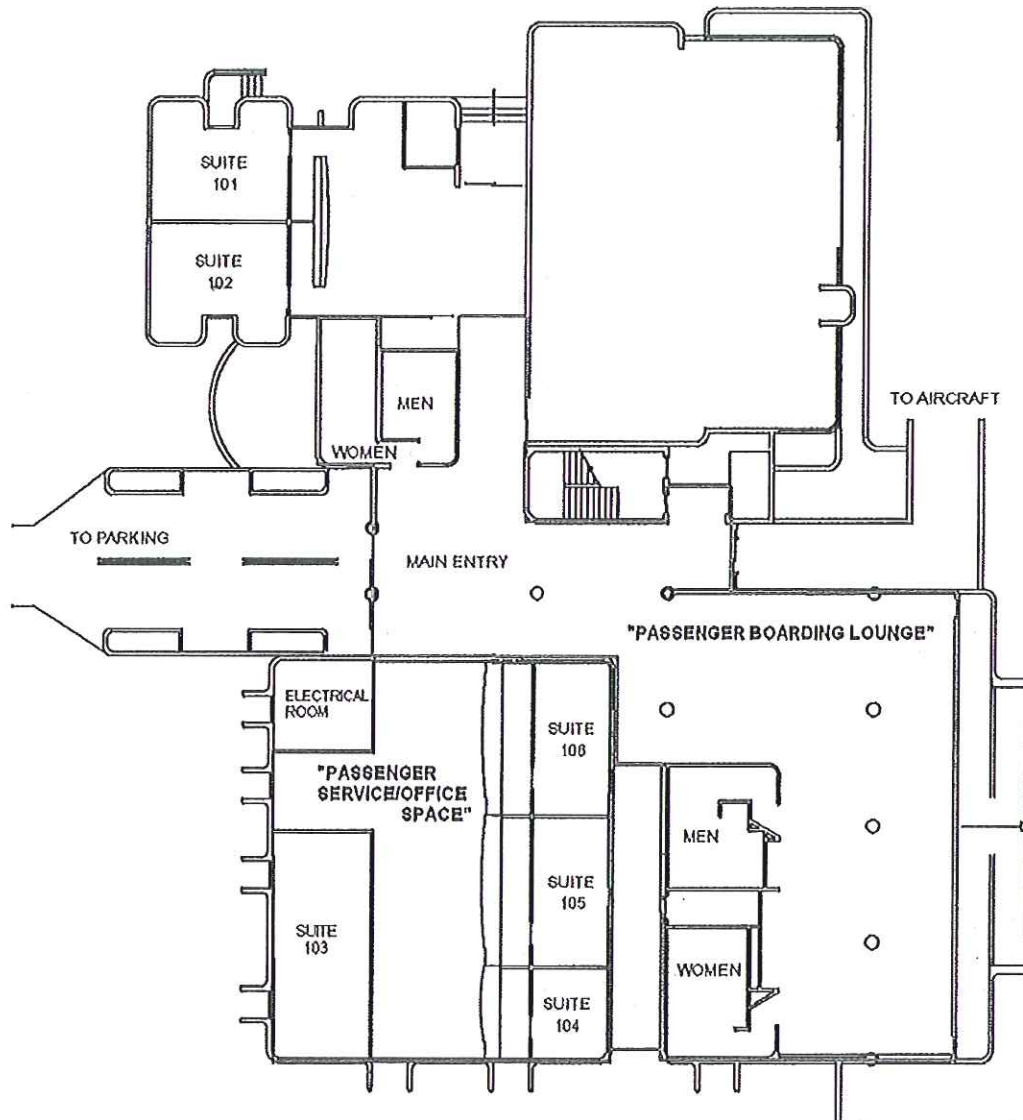 SUITE
101
SUITE
102
MEN
WOMEN
TO AIRCRAFT
TO PARKING
MAIN ENTRY
"PASSENGER BOARDING LOUNGE"
ELECTRICAL
ROOM
SUITE
106
"PASSENGER
SERVICE/OFFICE
SPACE"
MEN
SUITE
105
SUITE
103
WOMEN
SUITE
104